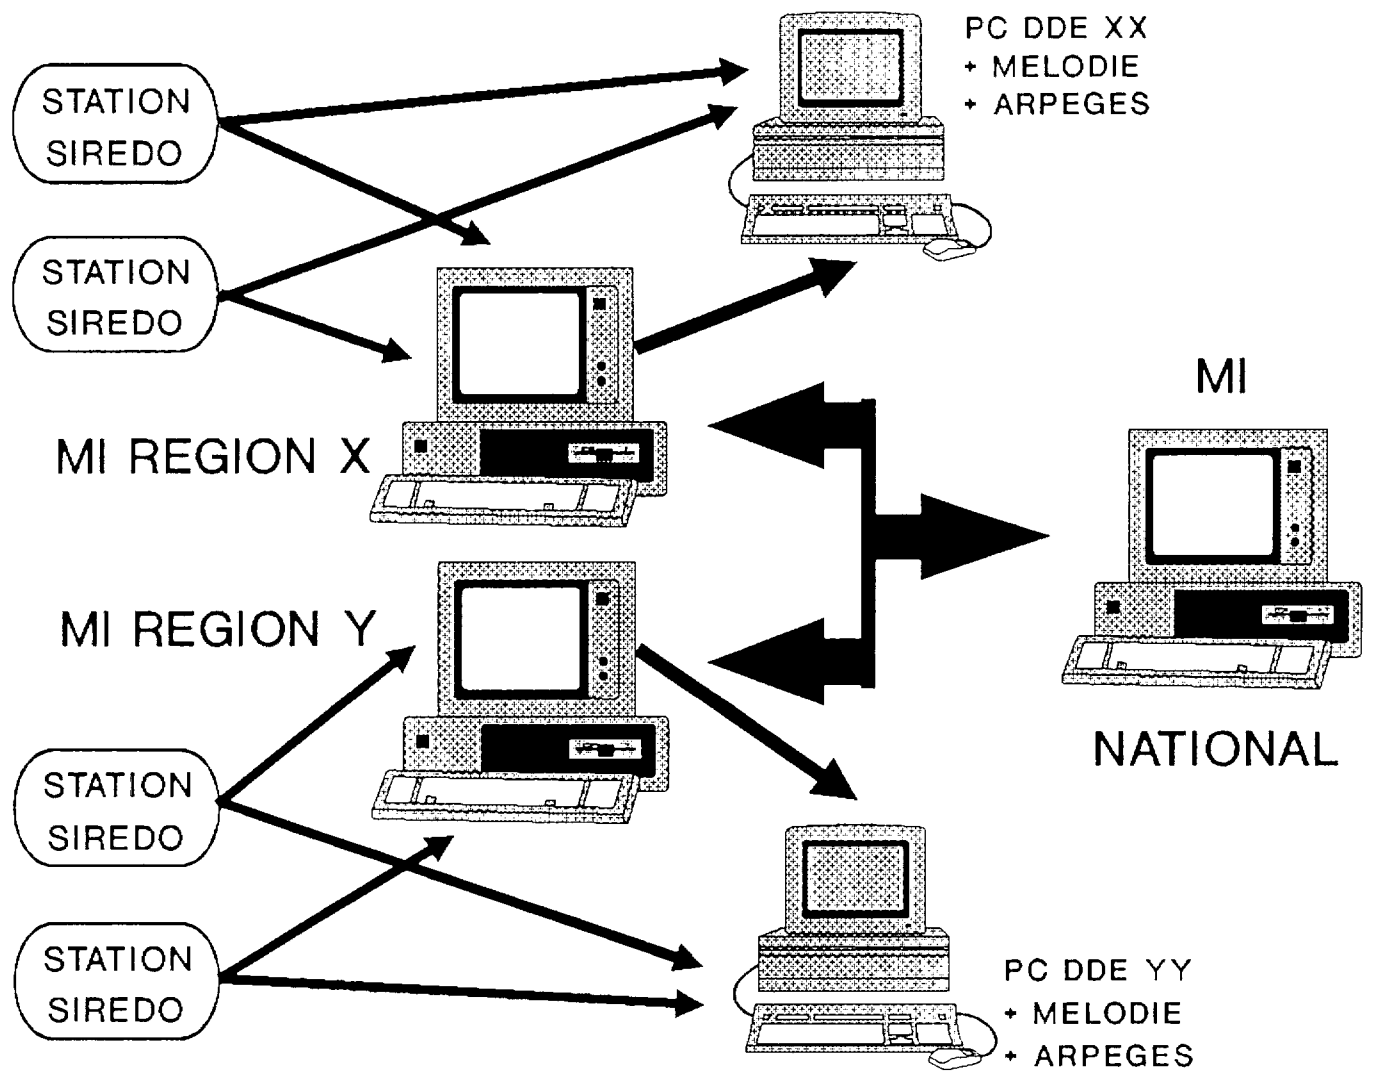 PC DDE XX
+ MELODIE
+ ARPEGES
STATION
SIREDO
STATION
SIREDO
MI REGION X
MI
NATIONAL
MI REGION Y
STATION
SIREDO
STATION
SIREDO
PC DDE YY
+ MELODIE
+ ARPEGES